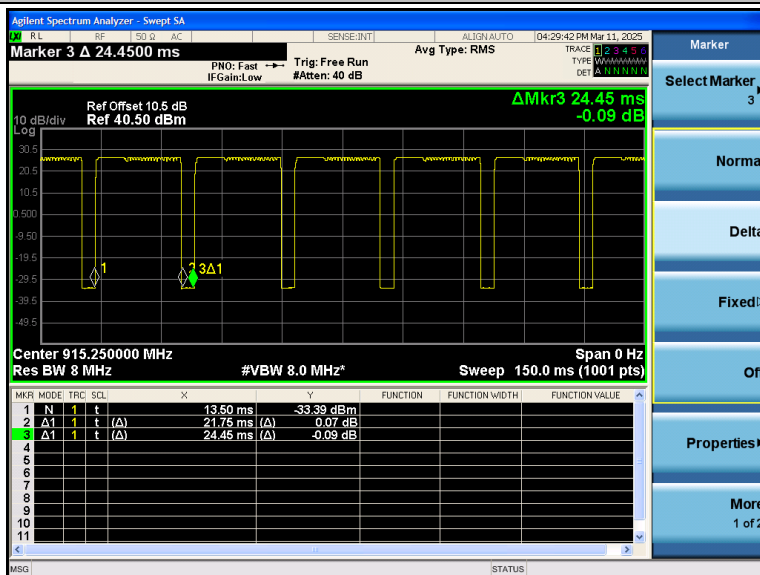 Agilent Spectrum Analyzer - Swept SA
RL RF 50 Ω AC SENSE:INT ALIGN AUTO 04:29:42 PM Mar 11, 2025
Marker 3 Δ 24.4500 ms
PNO: Fast
IFGain:Low
Trig: Free Run
#Atten: 40 dB
Avg Type: RMS
TRACE 1 2 3 4 5 6
TYPE WWWWWW
DET A N N N N N
Marker
Select Marker
3
Normal
Delta
Fixed
Off
Properties
More
1 of 2
Ref Offset 10.5 dB
Ref 40.50 dBm
ΔMkr3 24.45 ms
-0.09 dB
10 dB/div
Log
30.5
20.5
10.5
0.500
-9.50
-19.5
-29.5
-39.5
-49.5
1
2 3Δ1
Center 915.250000 MHz Span 0 Hz
Res BW 8 MHz #VBW 8.0 MHz* Sweep 150.0 ms (1001 pts)
MKR MODE TRC SCL X Y FUNCTION FUNCTION WIDTH FUNCTION VALUE
1 N 1 t 13.50 ms -33.39 dBm
2 Δ1 1 t (Δ) 21.75 ms (Δ) 0.07 dB
3 Δ1 1 t (Δ) 24.45 ms (Δ) -0.09 dB
4
5
6
7
8
9
10
11
MSG STATUS